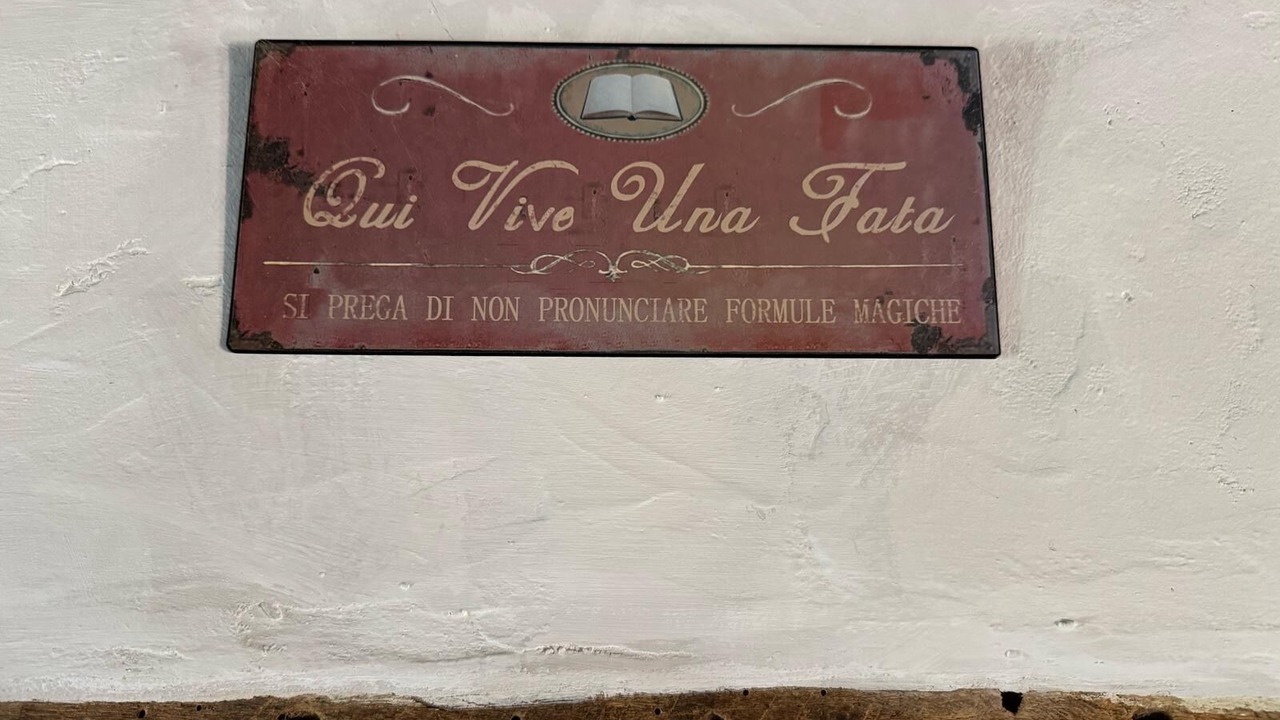 Qui Vive Una Fata
SI PREGA DI NON PRONUNCIARE FORMULE MAGICHE